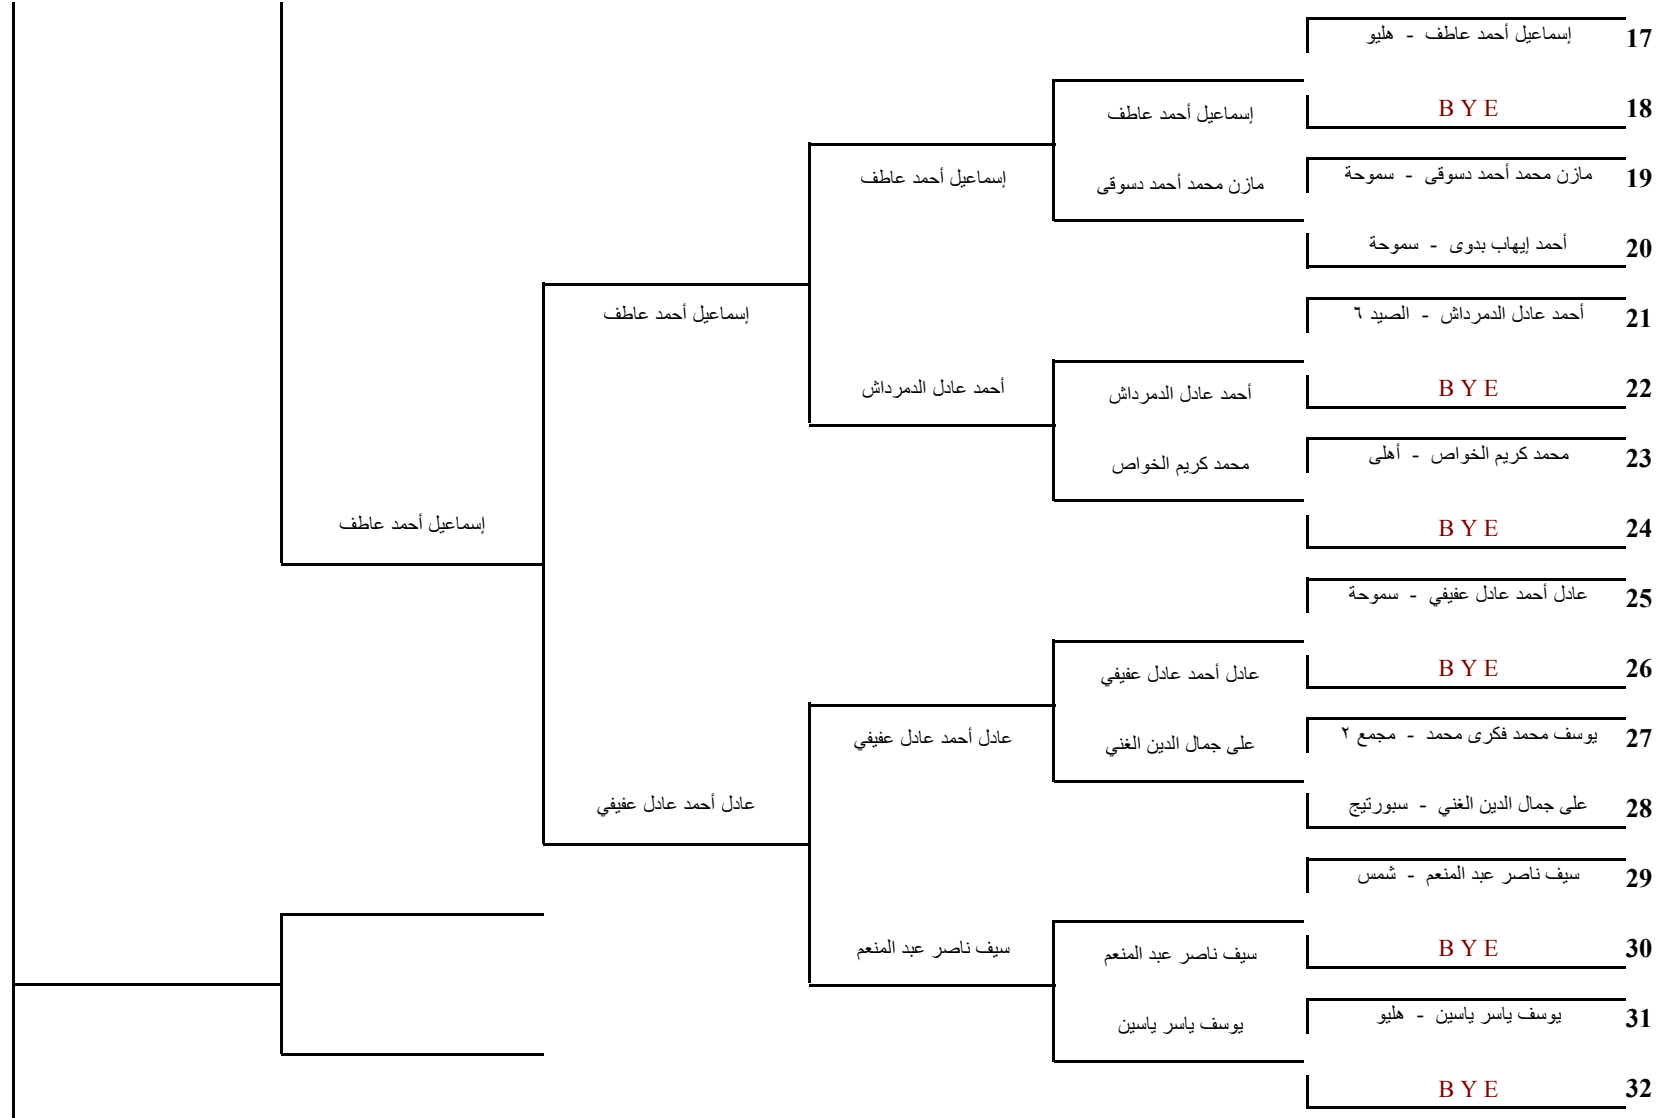 إسماعيل أحمد عاطف - هليو 17
B Y E 18
إسماعيل أحمد عاطف
مازن محمد أحمد دسوقى - سموحة 19
إسماعيل أحمد عاطف
مازن محمد أحمد دسوقى
أحمد إيهاب بدوى - سموحة 20
أحمد عادل الدمرداش - الصيد ٦ 21
إسماعيل أحمد عاطف
B Y E 22
أحمد عادل الدمرداش
أحمد عادل الدمرداش
محمد كريم الخواص - أهلى 23
محمد كريم الخواص
B Y E 24
إسماعيل أحمد عاطف
عادل أحمد عادل عفيفي - سموحة 25
B Y E 26
عادل أحمد عادل عفيفي
يوسف محمد فكرى محمد - مجمع ٢ 27
على جمال الدين الغني
عادل أحمد عادل عفيفي
على جمال الدين الغني - سبورتيج 28
عادل أحمد عادل عفيفي
سيف ناصر عبد المنعم - شمس 29
B Y E 30
سيف ناصر عبد المنعم
سيف ناصر عبد المنعم
يوسف ياسر ياسين - هليو 31
يوسف ياسر ياسين
B Y E 32